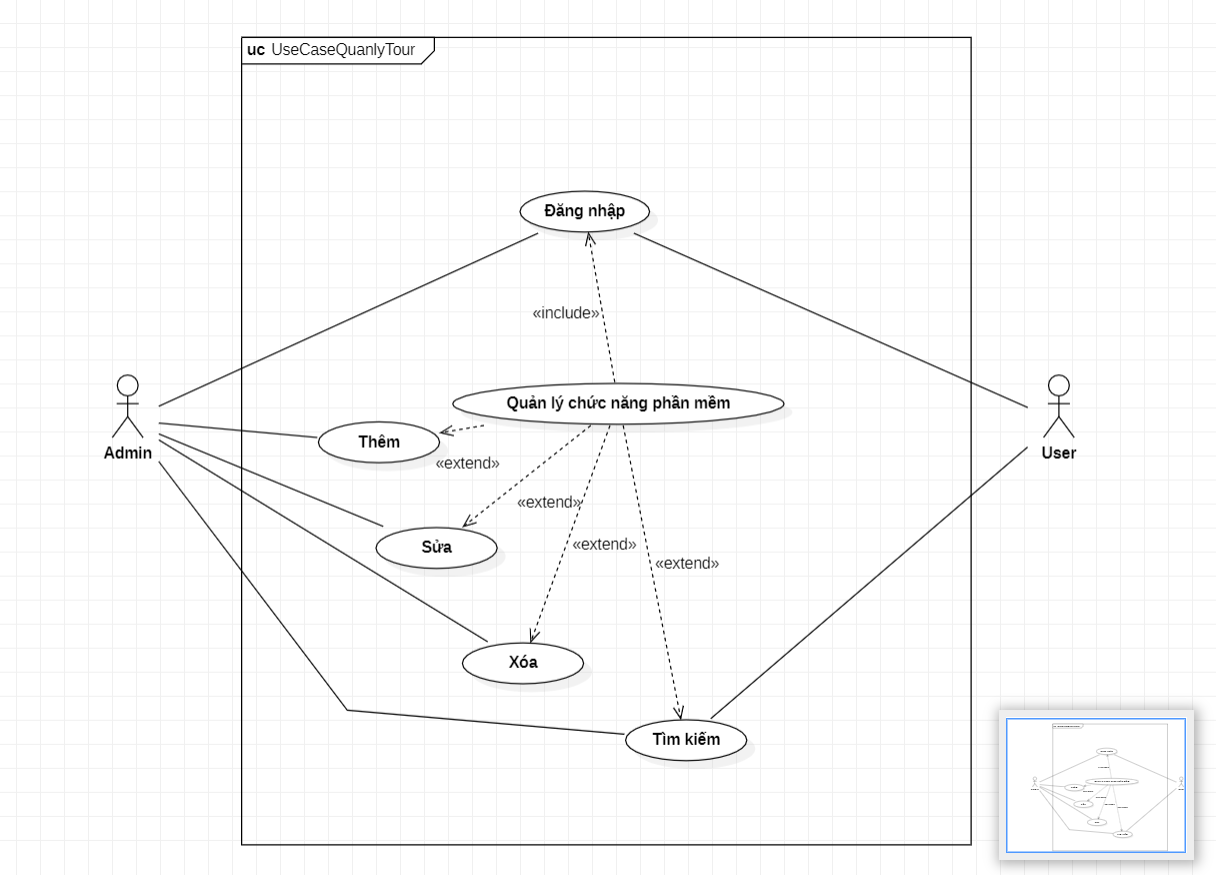 uc UseCaseQuanlyTour
Đăng nhập
«include»
Quản lý chức năng phần mềm
Thêm
Admin
User
«extend»
«extend»
Sửa
«extend»
«extend»
Xóa
Tìm kiếm